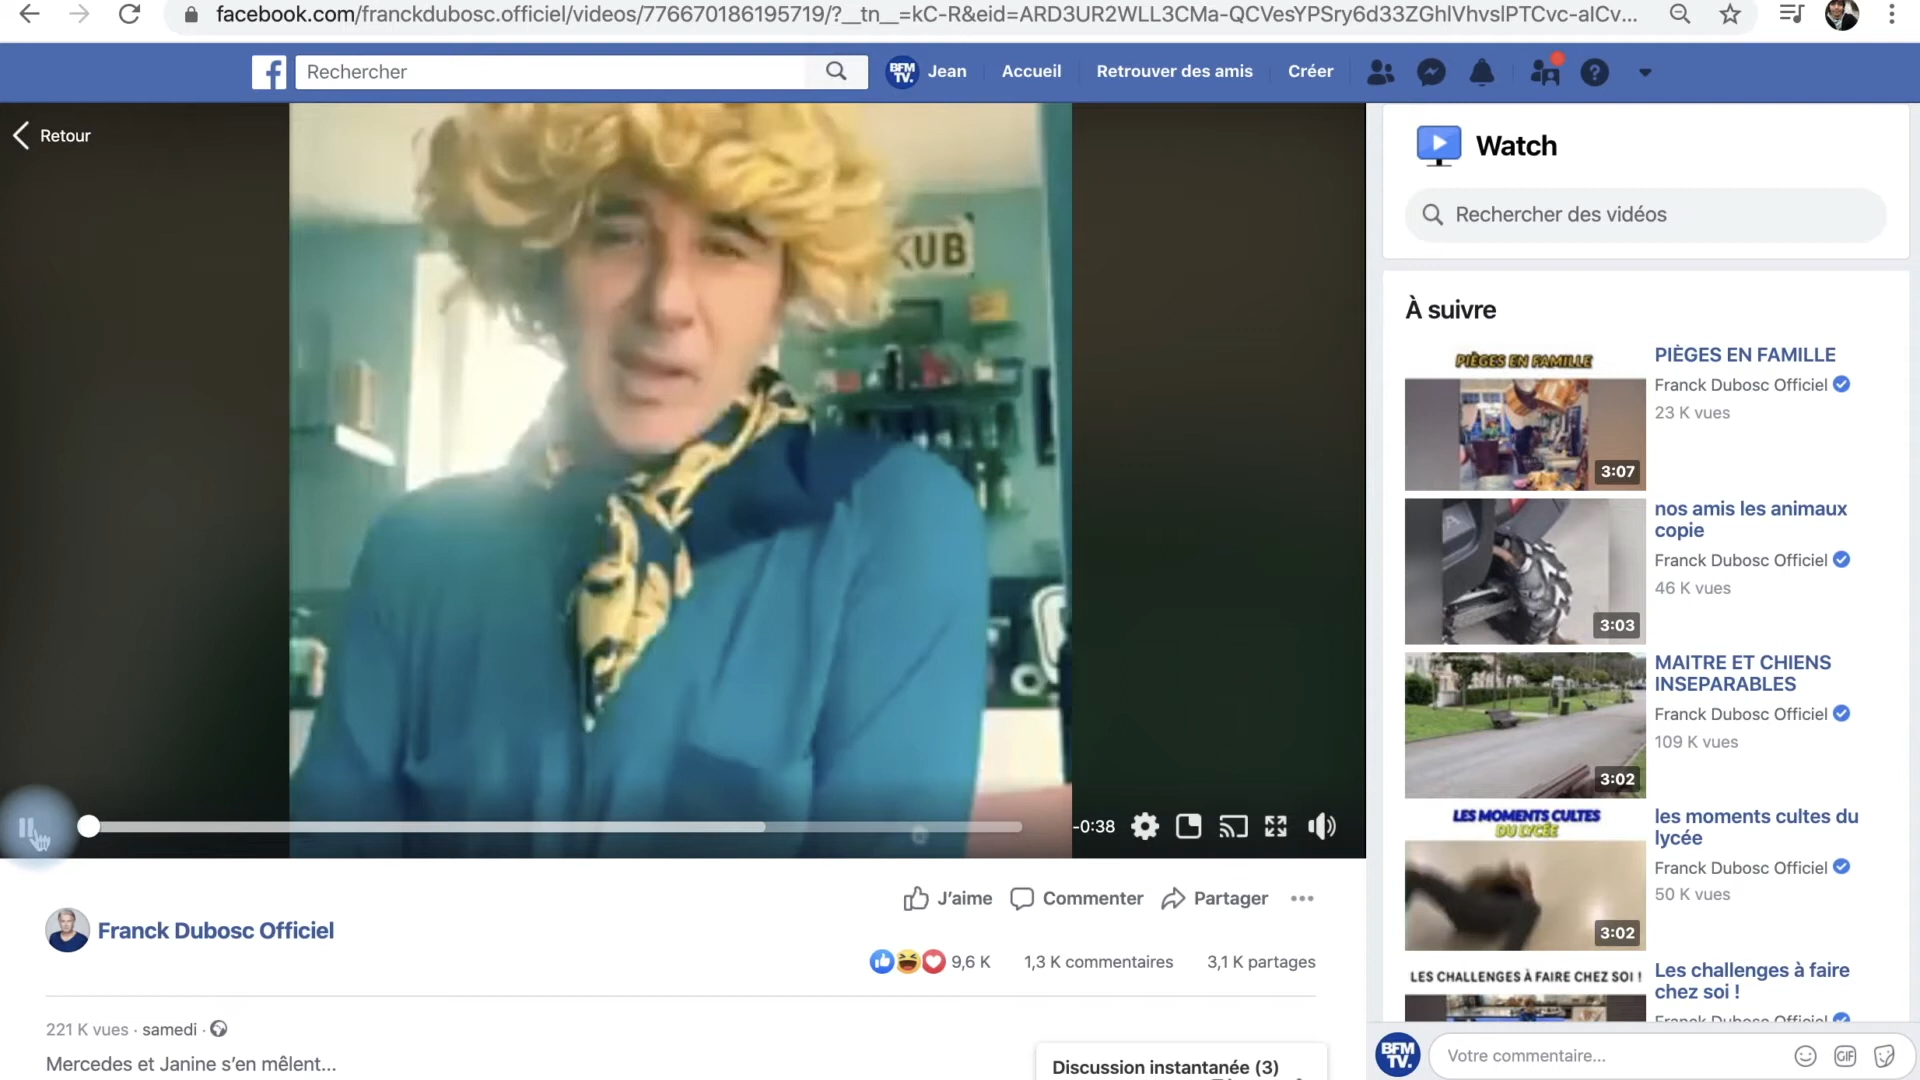 facebook.com/franckdubosc.officiel/videos/776670186195719/?__tn__=kC-R&eid=ARD3UR2WLL3CMa-QCVesYPSry6d33ZGhlVhvslPTCvc-alCv...
Rechercher
BFM TV.
Jean
Accueil
Retrouver des amis
Créer
Retour
KUB
-0:38
Franck Dubosc Officiel
J'aime
Commenter
Partager
9,6 K
1,3 K commentaires
3,1 K partages
221 K vues · samedi ·
Mercedes et Janine s'en mêlent...
Discussion instantanée (3)
Watch
Rechercher des vidéos
À suivre
PIÈGES EN FAMILLE
3:07
PIÈGES EN FAMILLE
Franck Dubosc Officiel
23 K vues
3:03
nos amis les animaux
copie
Franck Dubosc Officiel
46 K vues
3:02
MAITRE ET CHIENS
INSEPARABLES
Franck Dubosc Officiel
109 K vues
LES MOMENTS CULTES
DU LYCÉE
3:02
les moments cultes du
lycée
Franck Dubosc Officiel
50 K vues
LES CHALLENGES À FAIRE CHEZ SOI !
Les challenges à faire
chez soi !
Franck Dubosc Officiel
BFM TV.
Votre commentaire...
GIF